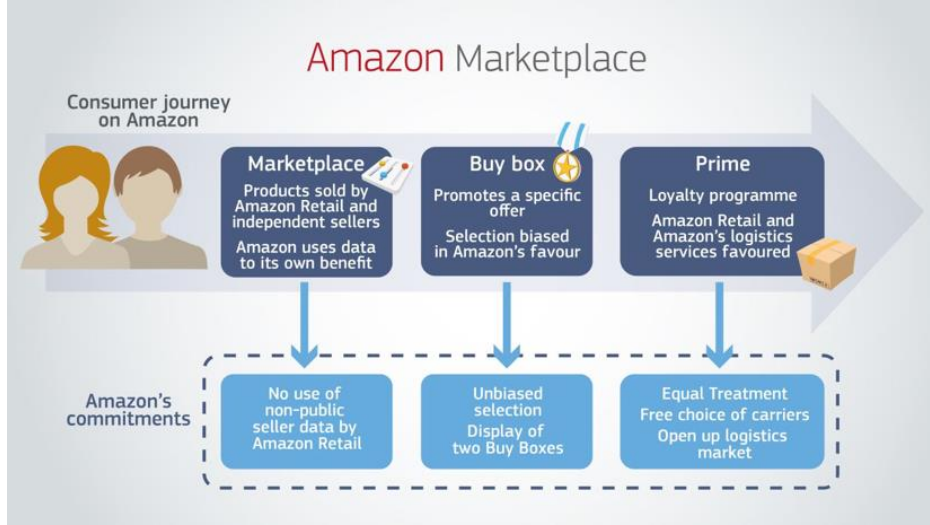 Amazon Marketplace
Consumer journey
on Amazon
Marketplace
Products sold by
Amazon Retail and
independent sellers
Amazon uses data
to its own benefit
Buy box
Promotes a specific
offer
Selection biased
in Amazon's favour
Prime
Loyalty programme
Amazon Retail and
Amazon's logistics
services favoured
Amazon's
commitments
No use of
non-public
seller data by
Amazon Retail
Unbiased
selection
Display of
two Buy Boxes
Equal Treatment
Free choice of carriers
Open up logistics
market